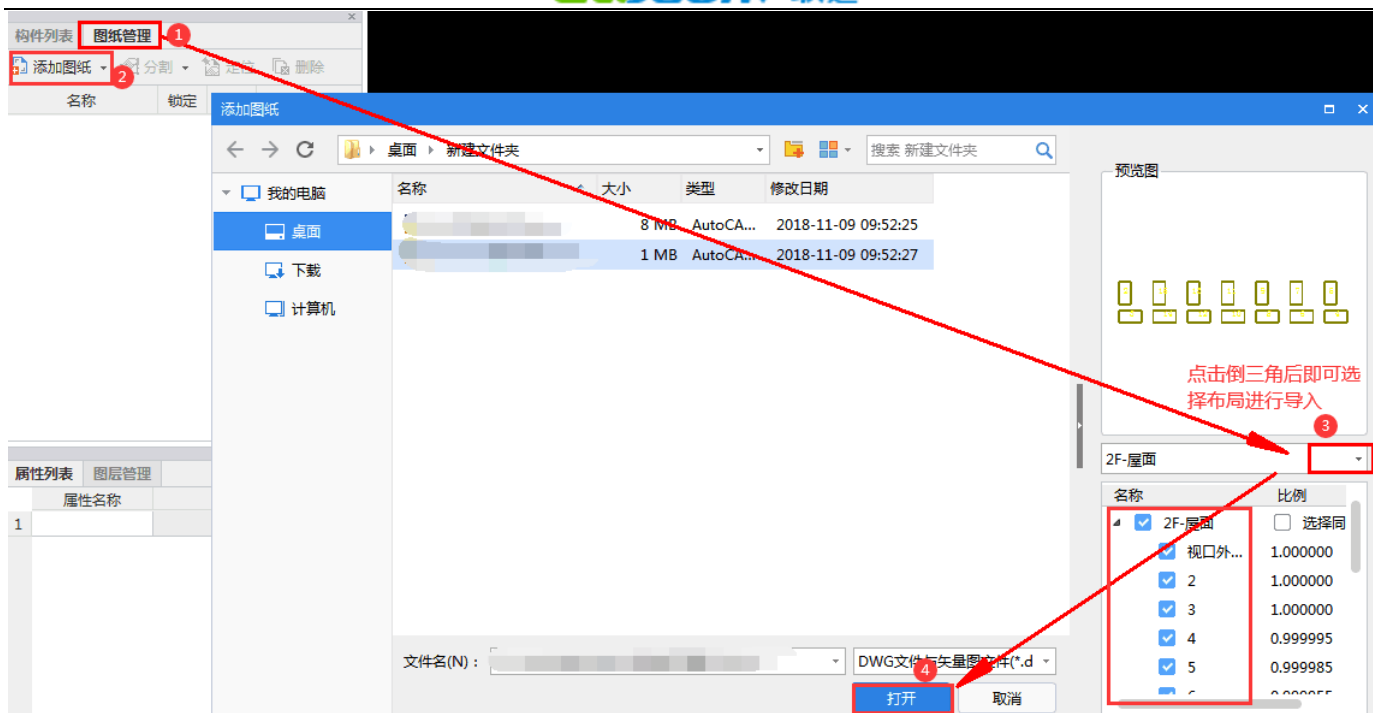 构件列表 图纸管理 1
添加图纸 2 分割 定位 删除
名称 锁定
添加图纸
桌面 新建文件夹 搜索 新建文件夹
预览图
我的电脑
桌面
下载
计算机
名称 大小 类型 修改日期
8 MB AutoCA... 2018-11-09 09:52:25
1 MB AutoCA... 2018-11-09 09:52:27
点击倒三角后即可选
择布局进行导入
3
2F-屋面
名称 比例
2F-屋面 选择同
视口外... 1.000000
2 1.000000
3 1.000000
4 0.999995
5 0.999985
属性列表 图层管理
属性名称
1
文件名(N)： DWG文件与矢量图文件(*.d
4
打开 取消